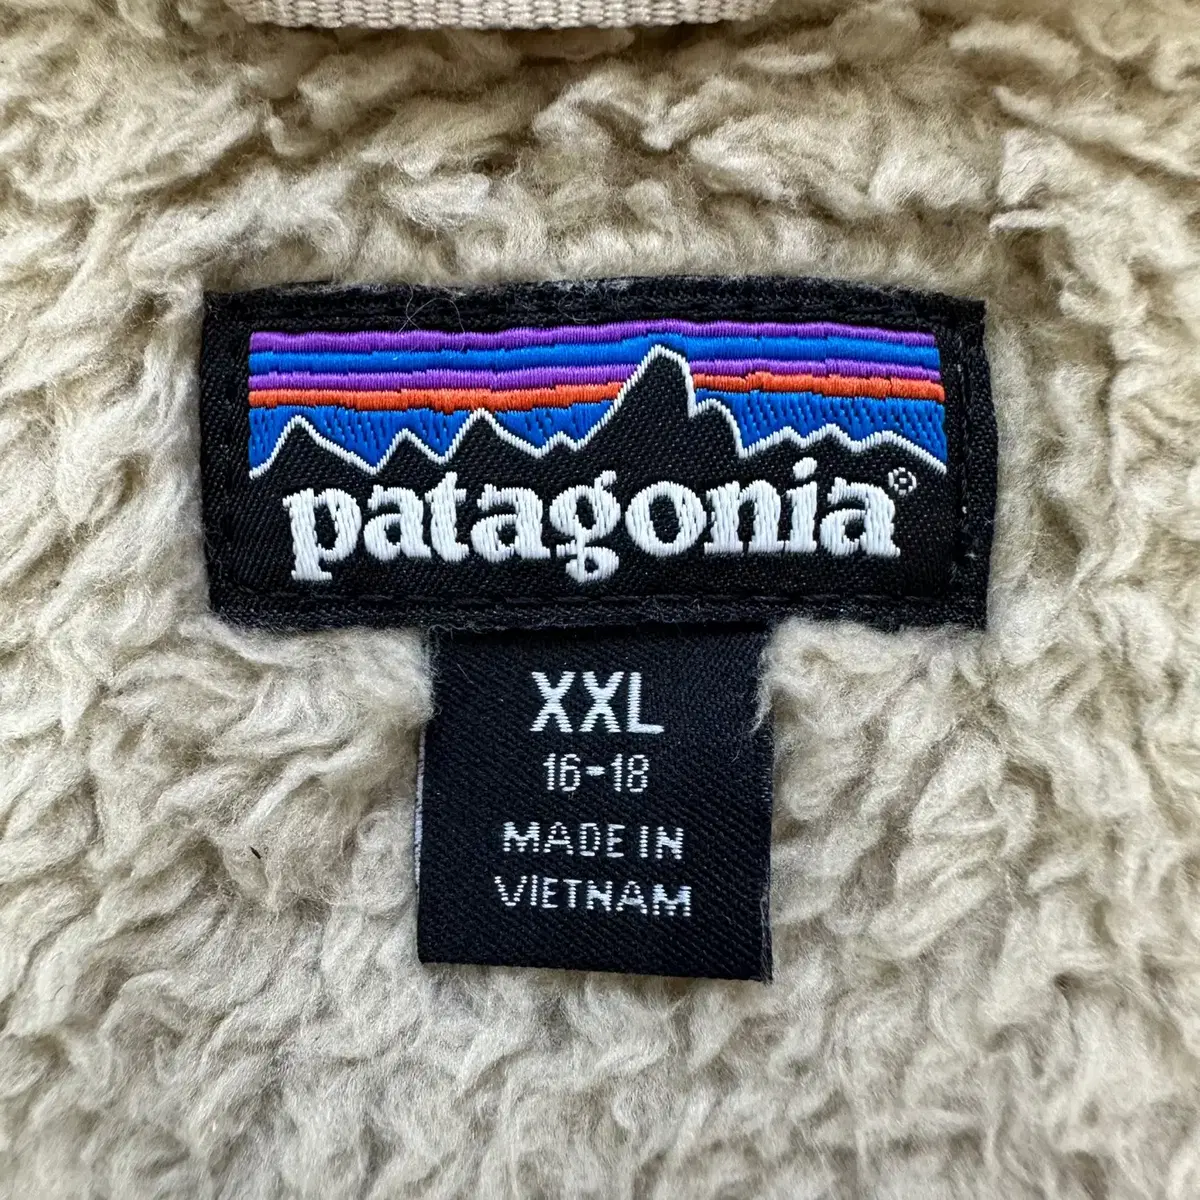 patagonia®
XXL
16-18
MADE IN
VIETNAM